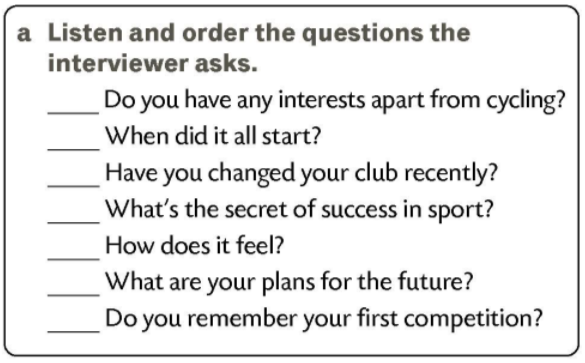 a Listen and order the questions the
interviewer asks.
____ Do you have any interests apart from cycling?
____ When did it all start?
____ Have you changed your club recently?
____ What's the secret of success in sport?
____ How does it feel?
____ What are your plans for the future?
____ Do you remember your first competition?